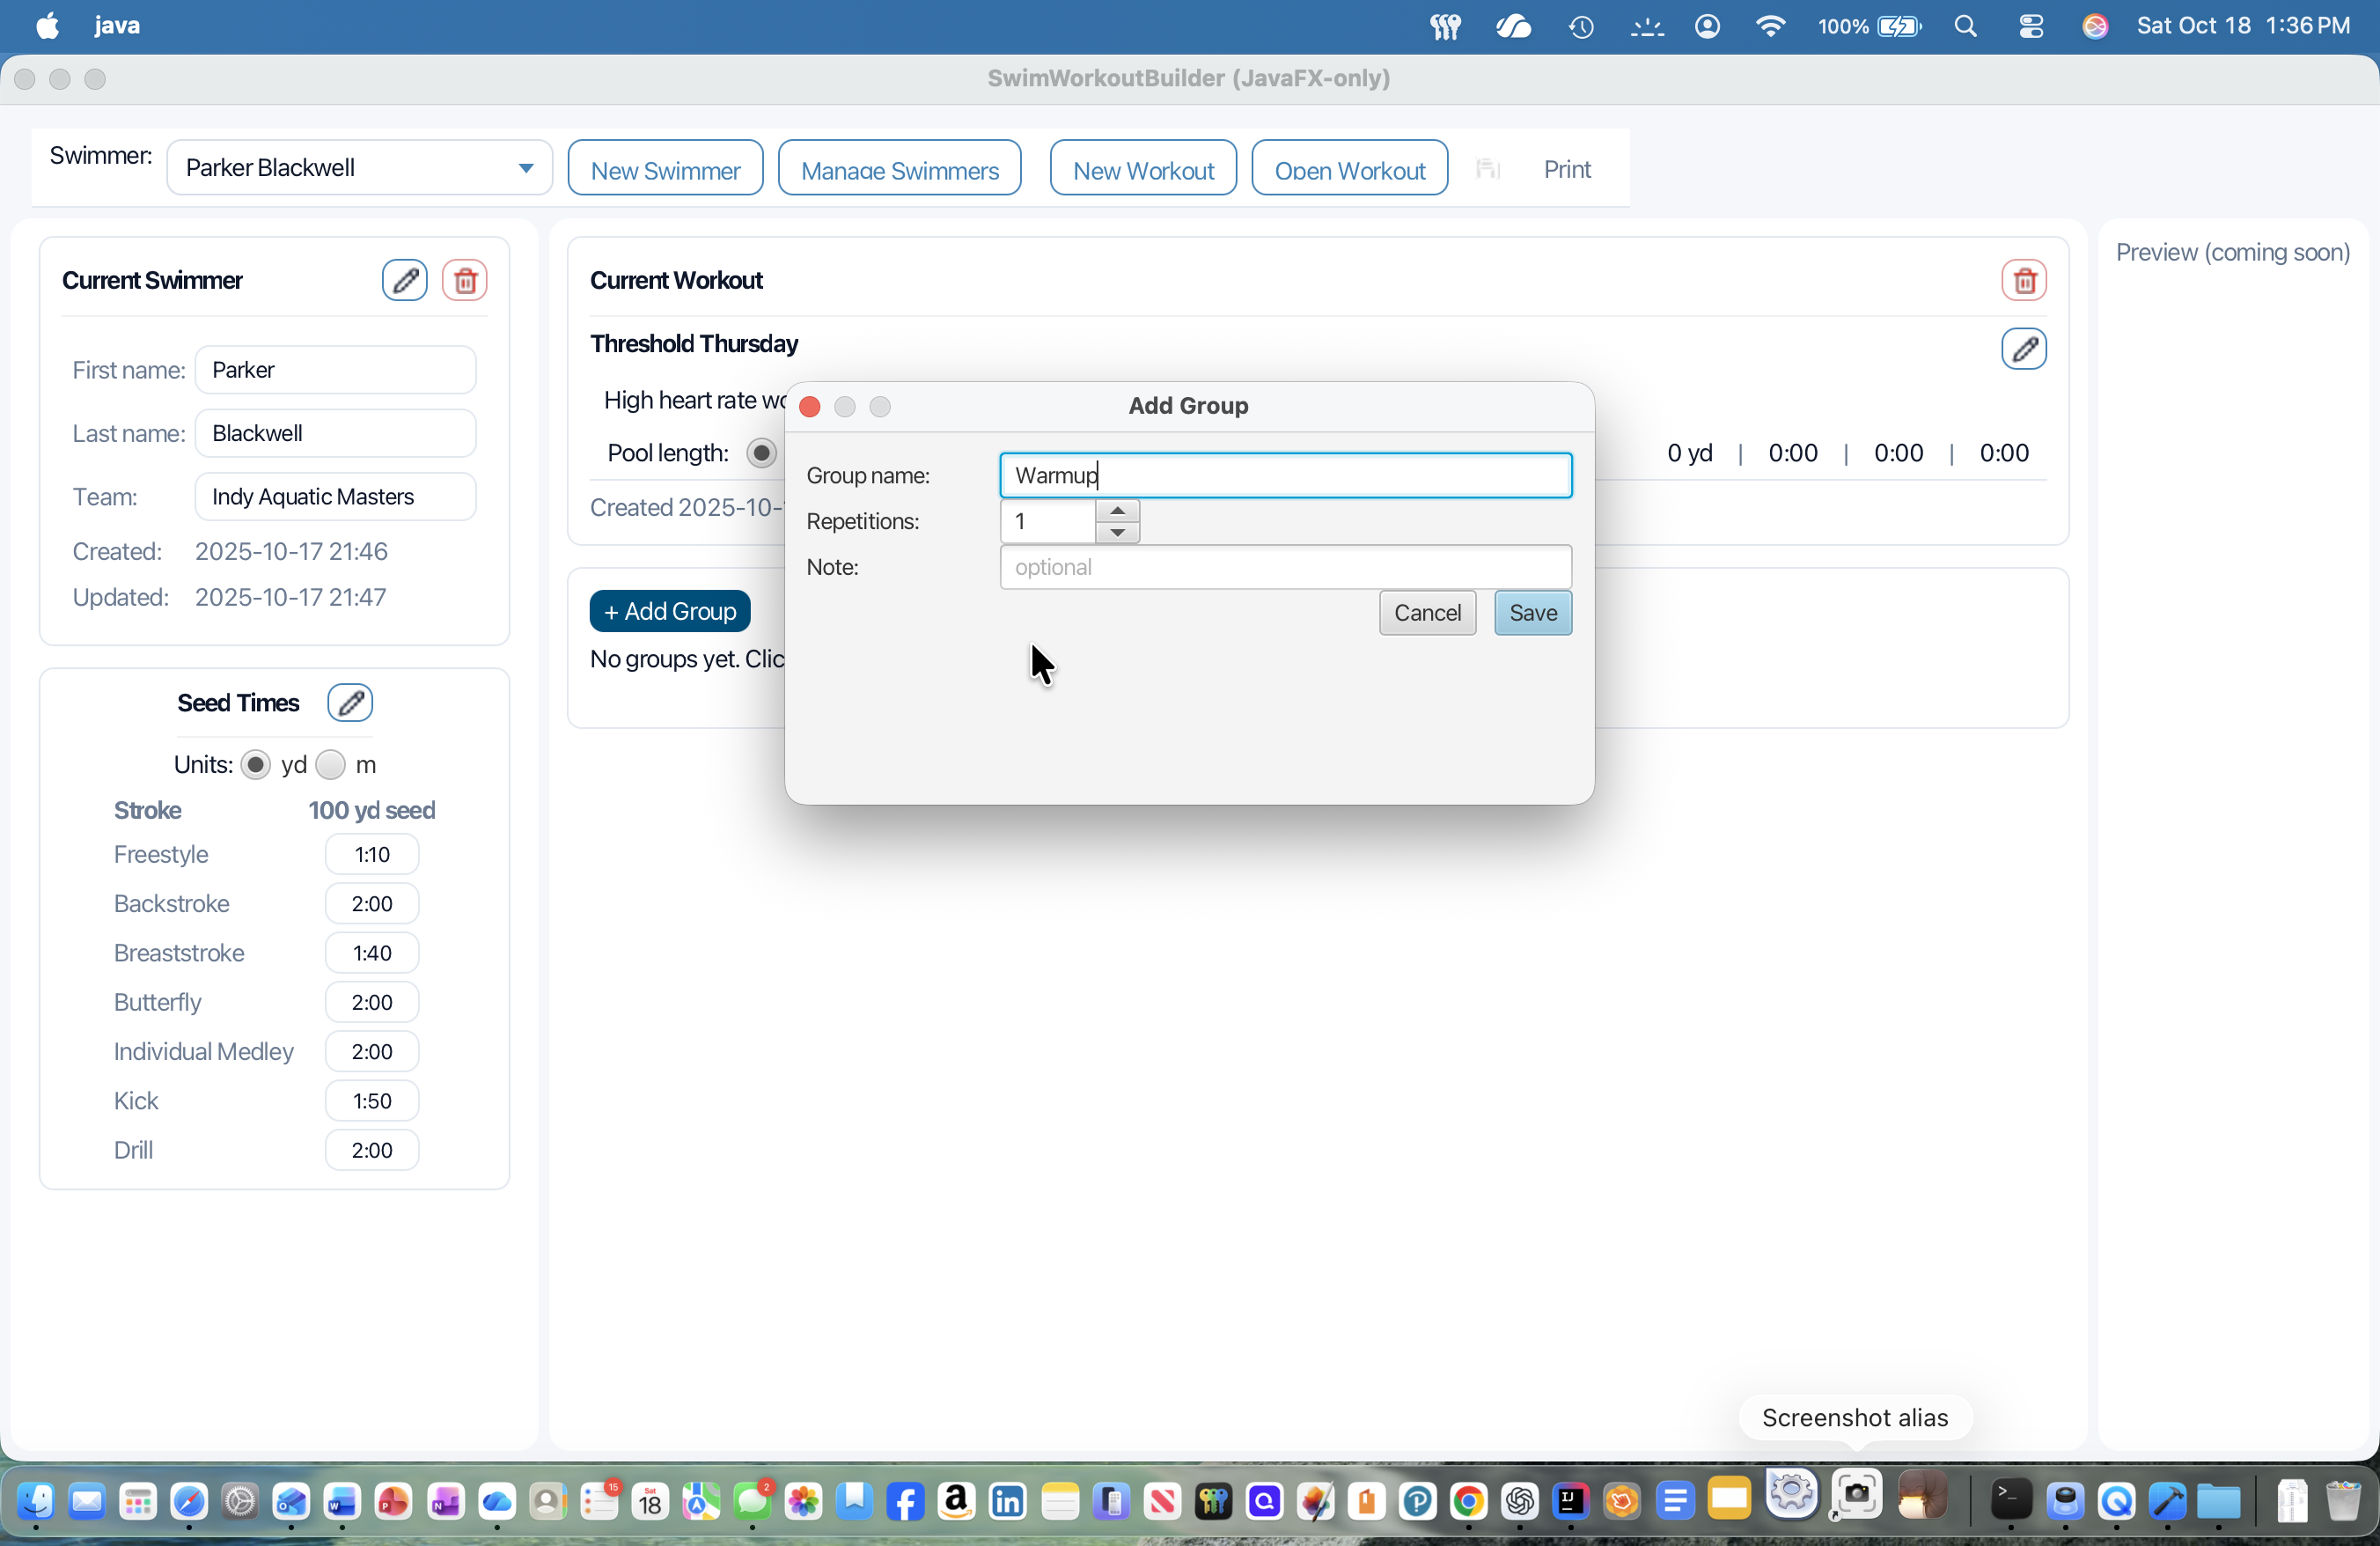 java
100%
Sat Oct 18 1:36 PM
SwimWorkoutBuilder (JavaFX-only)
Swimmer:
Parker Blackwell
New Swimmer
Manage Swimmers
New Workout
Open Workout
Print
Current Swimmer
First name:
Parker
Last name:
Blackwell
Team:
Indy Aquatic Masters
Created:
2025-10-17 21:46
Updated:
2025-10-17 21:47
Seed Times
Units:
yd
m
Stroke
100 yd seed
Freestyle
1:10
Backstroke
2:00
Breaststroke
1:40
Butterfly
2:00
Individual Medley
2:00
Kick
1:50
Drill
2:00
Current Workout
Threshold Thursday
High heart rate wo
Pool length:
0 yd | 0:00 | 0:00 | 0:00
Created 2025-10-
+ Add Group
No groups yet. Clic
Add Group
Group name:
Warmup
Repetitions:
1
Note:
optional
Cancel
Save
Preview (coming soon)
Screenshot alias
15
Sat
18
2